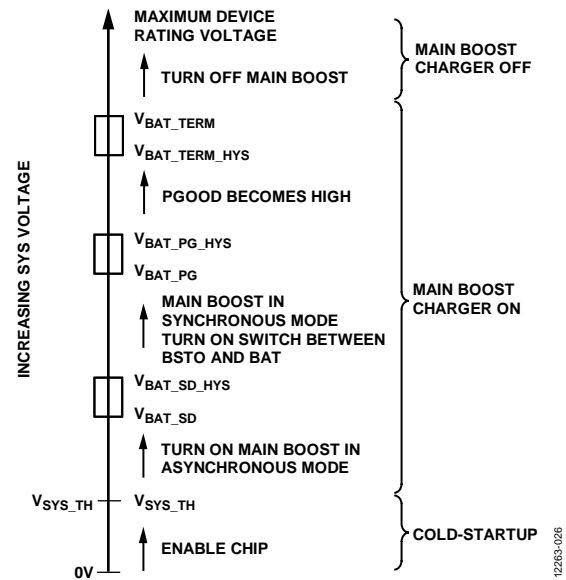 MAXIMUM DEVICE
RATING VOLTAGE
TURN OFF MAIN BOOST
MAIN BOOST
CHARGER OFF
VBAT_TERM
VBAT_TERM_HYS
PGOOD BECOMES HIGH
VBAT_PG_HYS
VBAT_PG
INCREASING SYS VOLTAGE
MAIN BOOST IN
SYNCHRONOUS MODE
TURN ON SWITCH BETWEEN
BSTO AND BAT
MAIN BOOST
CHARGER ON
VBAT_SD_HYS
VBAT_SD
TURN ON MAIN BOOST IN
ASYNCHRONOUS MODE
VSYS_TH
VSYS_TH
ENABLE CHIP
COLD-STARTUP
0V
12263-026